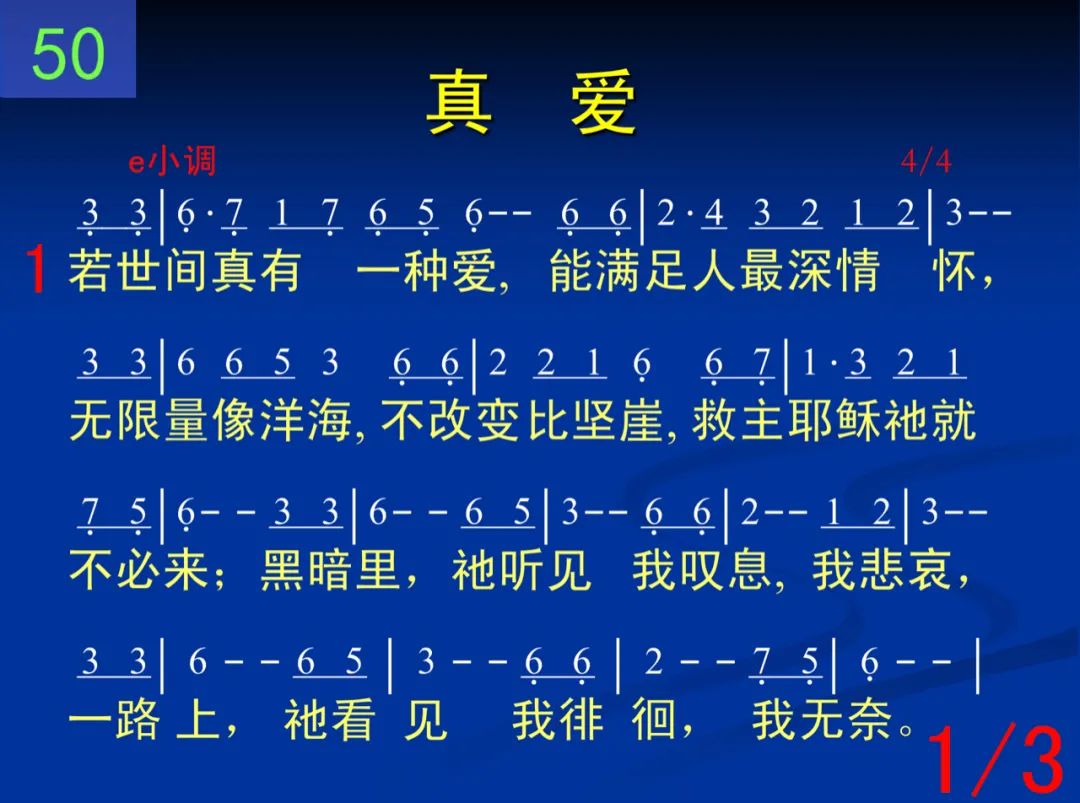 50
真 爱
e小调 4/4
3 3|6·7 1 7 6 5 6-- 6 6|2·4 3 2 1 2|3--
1 若世间真有 一种爱, 能满足人最深情 怀，
3 3|6 6 5 3 6 6|2 2 1 6 6 7|1·3 2 1
无限量像洋海, 不改变比坚崖, 救主耶稣祂就
7 5|6-- 3 3|6-- 6 5|3-- 6 6|2-- 1 2|3--
不必来；黑暗里，祂听见 我叹息, 我悲哀，
3 3|6-- 6 5|3-- 6 6|2-- 7 5|6--|
一路上，祂看见 我徘徊，我无奈。
1/3